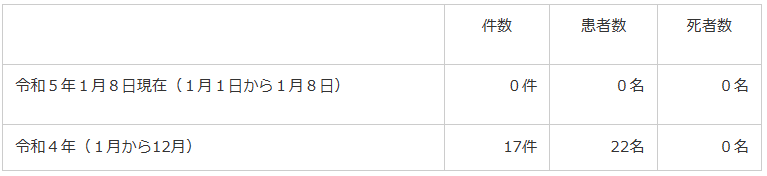 件数 患者数 死者数
令和５年１月８日現在（１月１日から１月８日） ０件 ０名 ０名
令和４年（１月から12月） 17件 22名 ０名